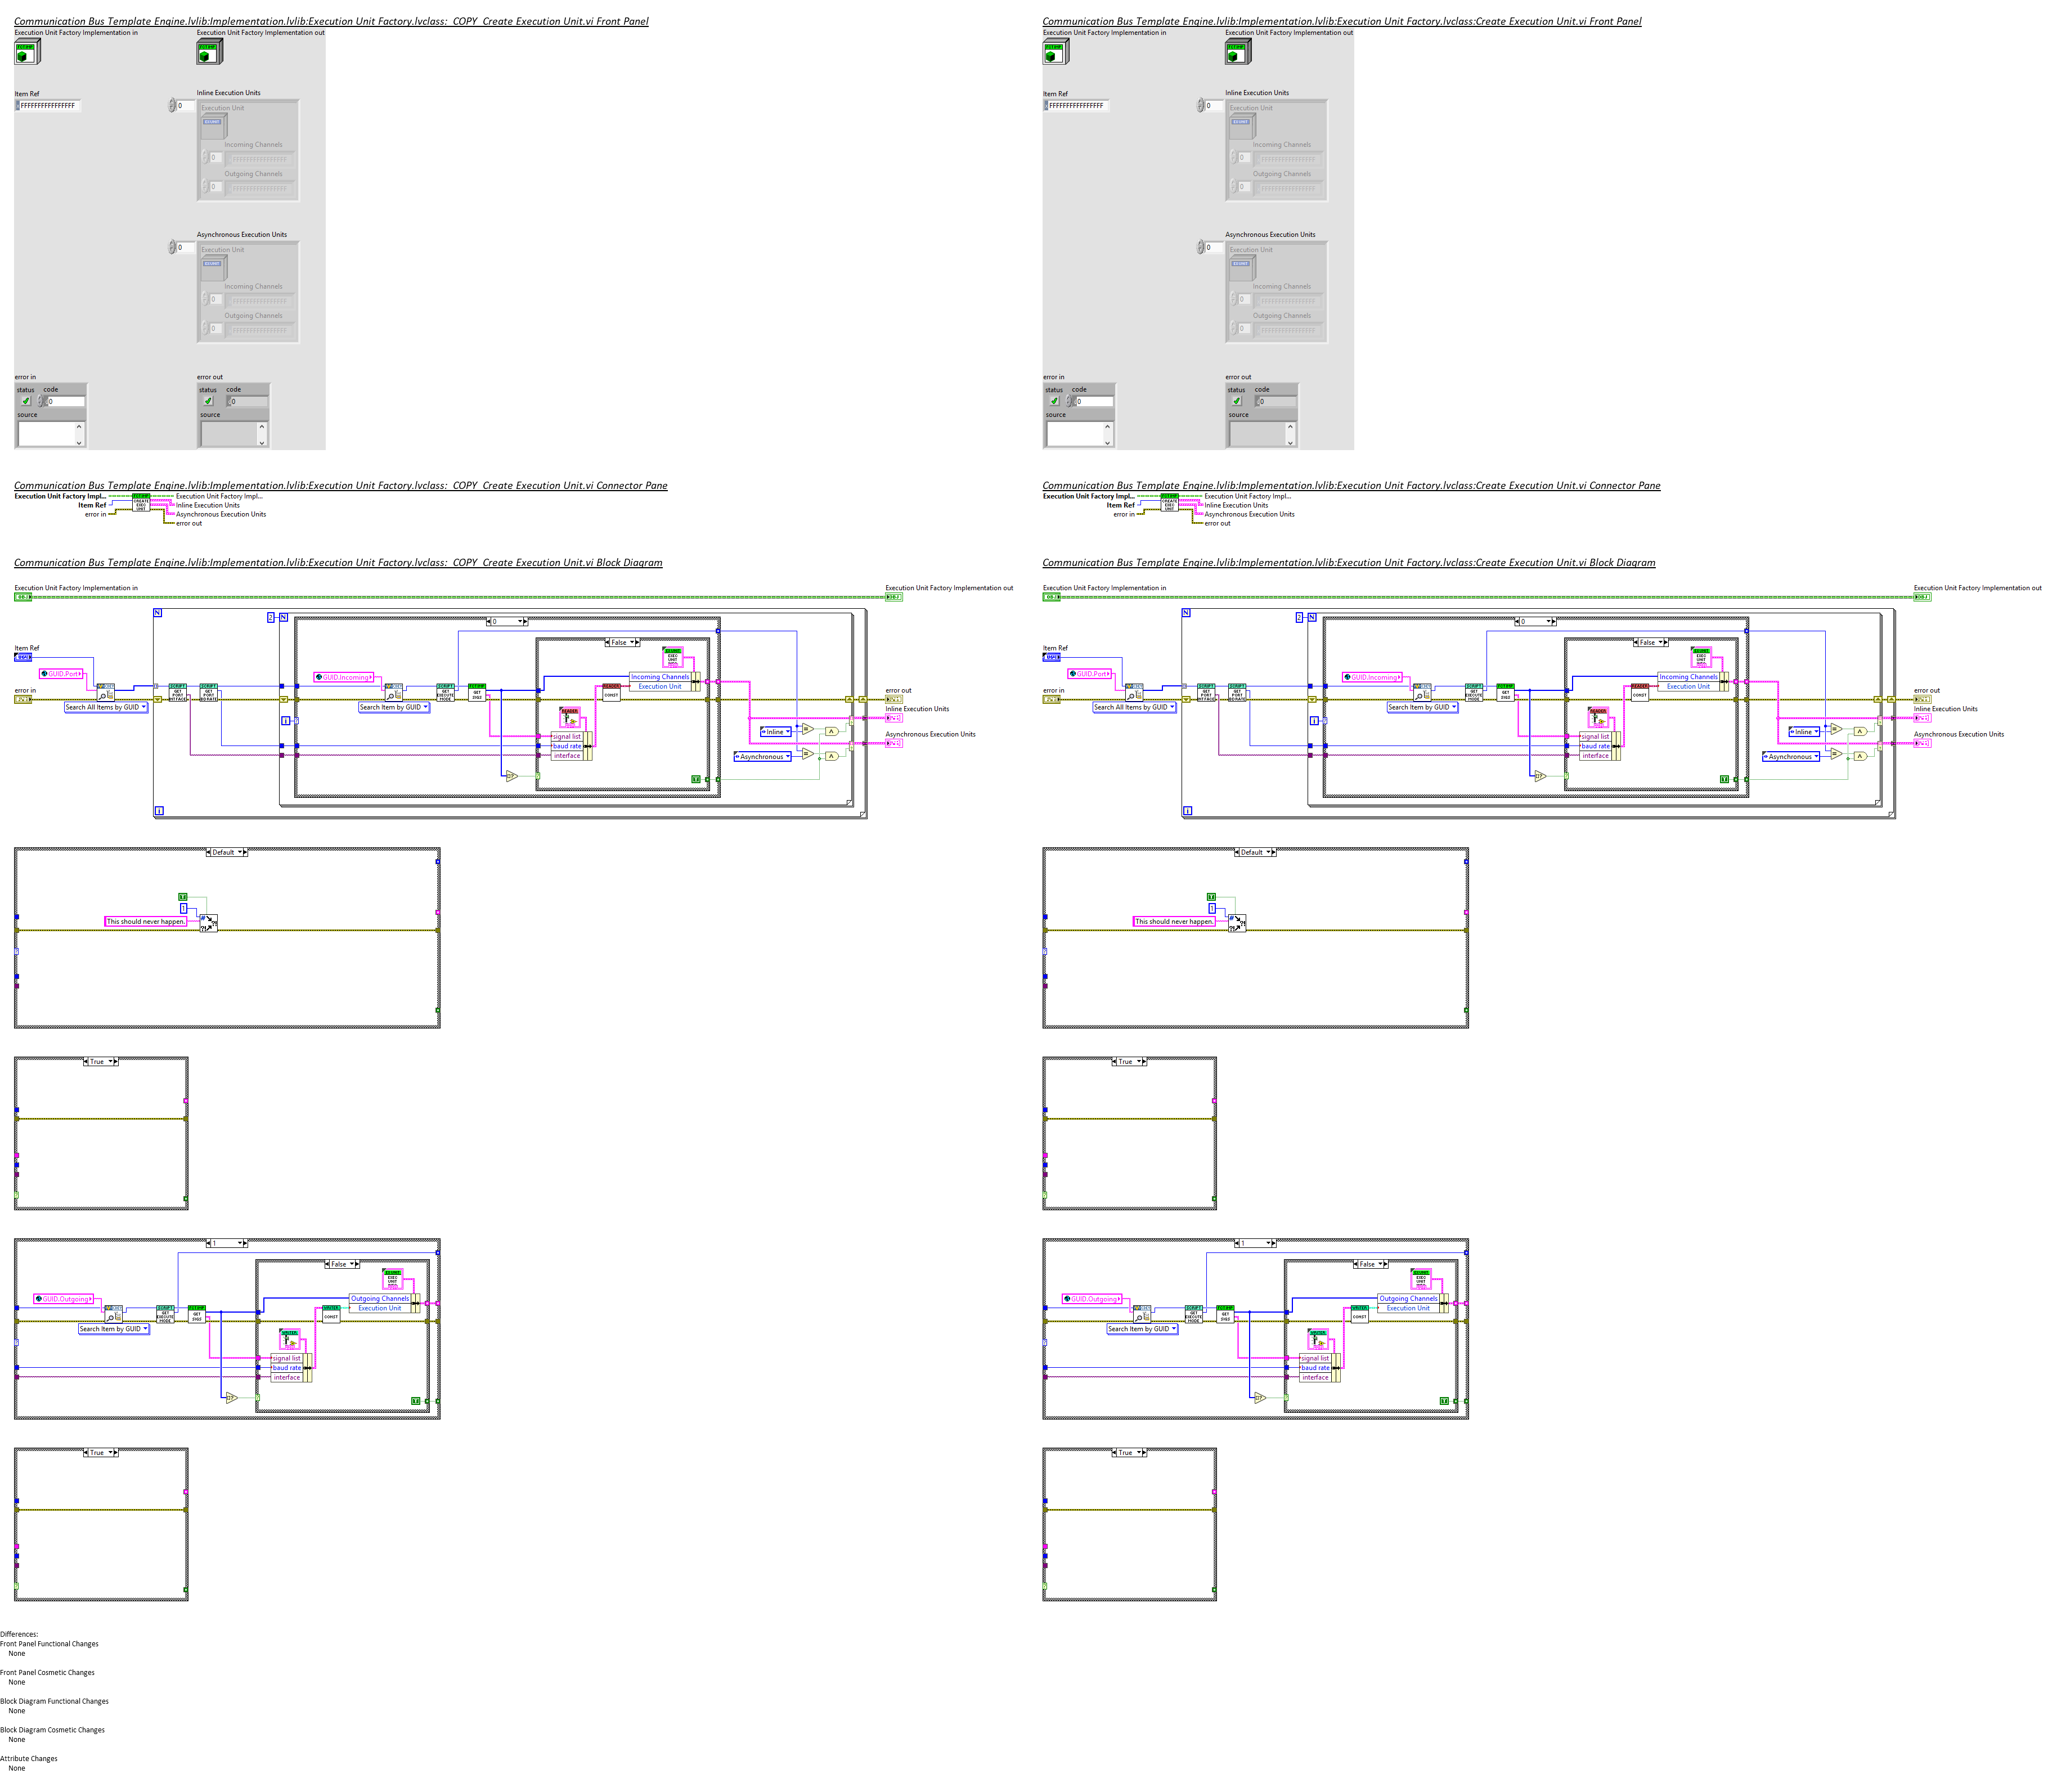 Communication Bus Template Engine.lvlib:Implementation.lvlib:Execution Unit Factory.lvclass:_COPY_Create Execution Unit.vi Front Panel
Execution Unit Factory Implementation in
Execution Unit Factory Implementation out
Item Ref
FFFFFFFFFFFFFFFF
Inline Execution Units
0
Execution Unit
Incoming Channels
0
Outgoing Channels
0
Asynchronous Execution Units
0
Execution Unit
Incoming Channels
0
Outgoing Channels
0
error in
status code
0
source
error out
status code
0
source
Communication Bus Template Engine.lvlib:Implementation.lvlib:Execution Unit Factory.lvclass:_COPY_Create Execution Unit.vi Connector Pane
Execution Unit Factory Impl...
Item Ref
error in
CREATE
EXEC
UNIT
Execution Unit Factory Impl...
Inline Execution Units
Asynchronous Execution Units
error out
Communication Bus Template Engine.lvlib:Implementation.lvlib:Execution Unit Factory.lvclass:_COPY_Create Execution Unit.vi Block Diagram
Execution Unit Factory Implementation in
Execution Unit Factory Implementation out
N
2
N
0
False
Item Ref
GUID.Port
GUID.Incoming
Incoming Channels
Execution Unit
error in
Search All Items by GUID
Search Item by GUID
error out
Inline Execution Units
Inline
signal list
baud rate
interface
Asynchronous Execution Units
Asynchronous
i
i
Default
1
This should never happen.
True
1
False
GUID.Outgoing
Outgoing Channels
Execution Unit
Search Item by GUID
signal list
baud rate
interface
True
Differences:
Front Panel Functional Changes
None
Front Panel Cosmetic Changes
None
Block Diagram Functional Changes
None
Block Diagram Cosmetic Changes
None
Attribute Changes
None
Communication Bus Template Engine.lvlib:Implementation.lvlib:Execution Unit Factory.lvclass:Create Execution Unit.vi Front Panel
Execution Unit Factory Implementation in
Execution Unit Factory Implementation out
Item Ref
FFFFFFFFFFFFFFFF
Inline Execution Units
0
Execution Unit
Incoming Channels
0
Outgoing Channels
0
Asynchronous Execution Units
0
Execution Unit
Incoming Channels
0
Outgoing Channels
0
error in
status code
0
source
error out
status code
0
source
Communication Bus Template Engine.lvlib:Implementation.lvlib:Execution Unit Factory.lvclass:Create Execution Unit.vi Connector Pane
Execution Unit Factory Impl...
Item Ref
error in
CREATE
EXEC
UNIT
Execution Unit Factory Impl...
Inline Execution Units
Asynchronous Execution Units
error out
Communication Bus Template Engine.lvlib:Implementation.lvlib:Execution Unit Factory.lvclass:Create Execution Unit.vi Block Diagram
Execution Unit Factory Implementation in
Execution Unit Factory Implementation out
N
2
N
0
False
Item Ref
GUID.Port
GUID.Incoming
Incoming Channels
Execution Unit
error in
Search All Items by GUID
Search Item by GUID
error out
Inline Execution Units
Inline
signal list
baud rate
interface
Asynchronous Execution Units
Asynchronous
i
i
Default
1
This should never happen.
True
1
False
GUID.Outgoing
Outgoing Channels
Execution Unit
Search Item by GUID
signal list
baud rate
interface
True